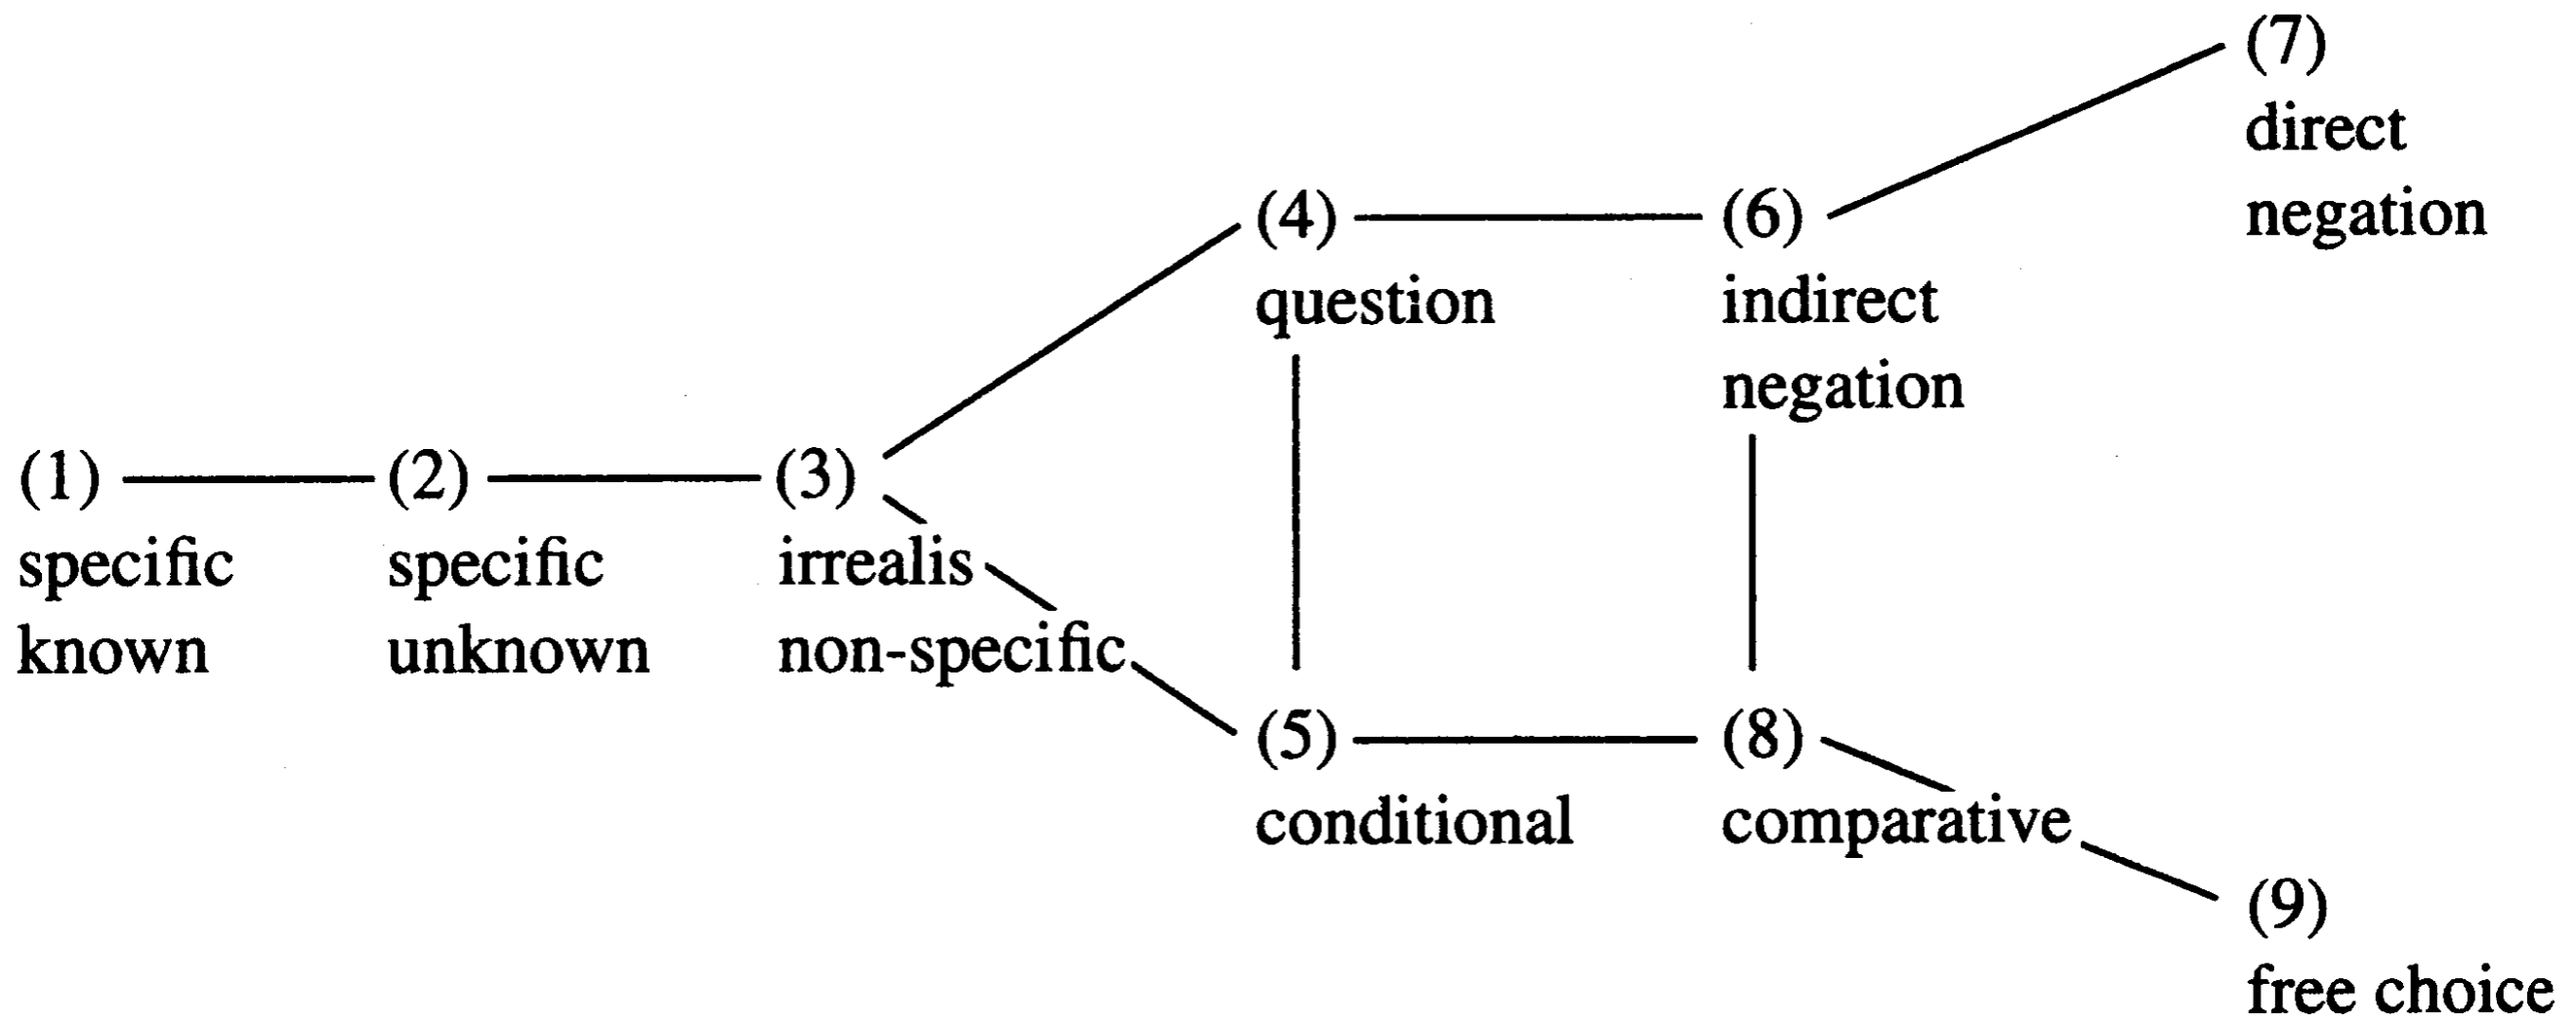 (7)
direct
negation
(4)
question
(6)
indirect
negation
(1)
specific
known
(2)
specific
unknown
(3)
irrealis
non-specific
(5)
conditional
(8)
comparative
(9)
free choice